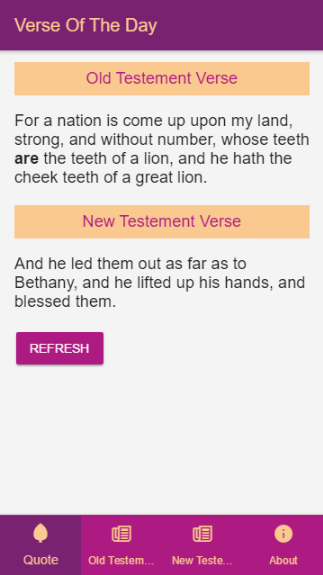 Verse Of The Day
Old Testement Verse
For a nation is come up upon my land,
strong, and without number, whose teeth
are the teeth of a lion, and he hath the
cheek teeth of a great lion.
New Testement Verse
And he led them out as far as to
Bethany, and he lifted up his hands, and
blessed them.
REFRESH
Quote
Old Testem...
New Teste...
About